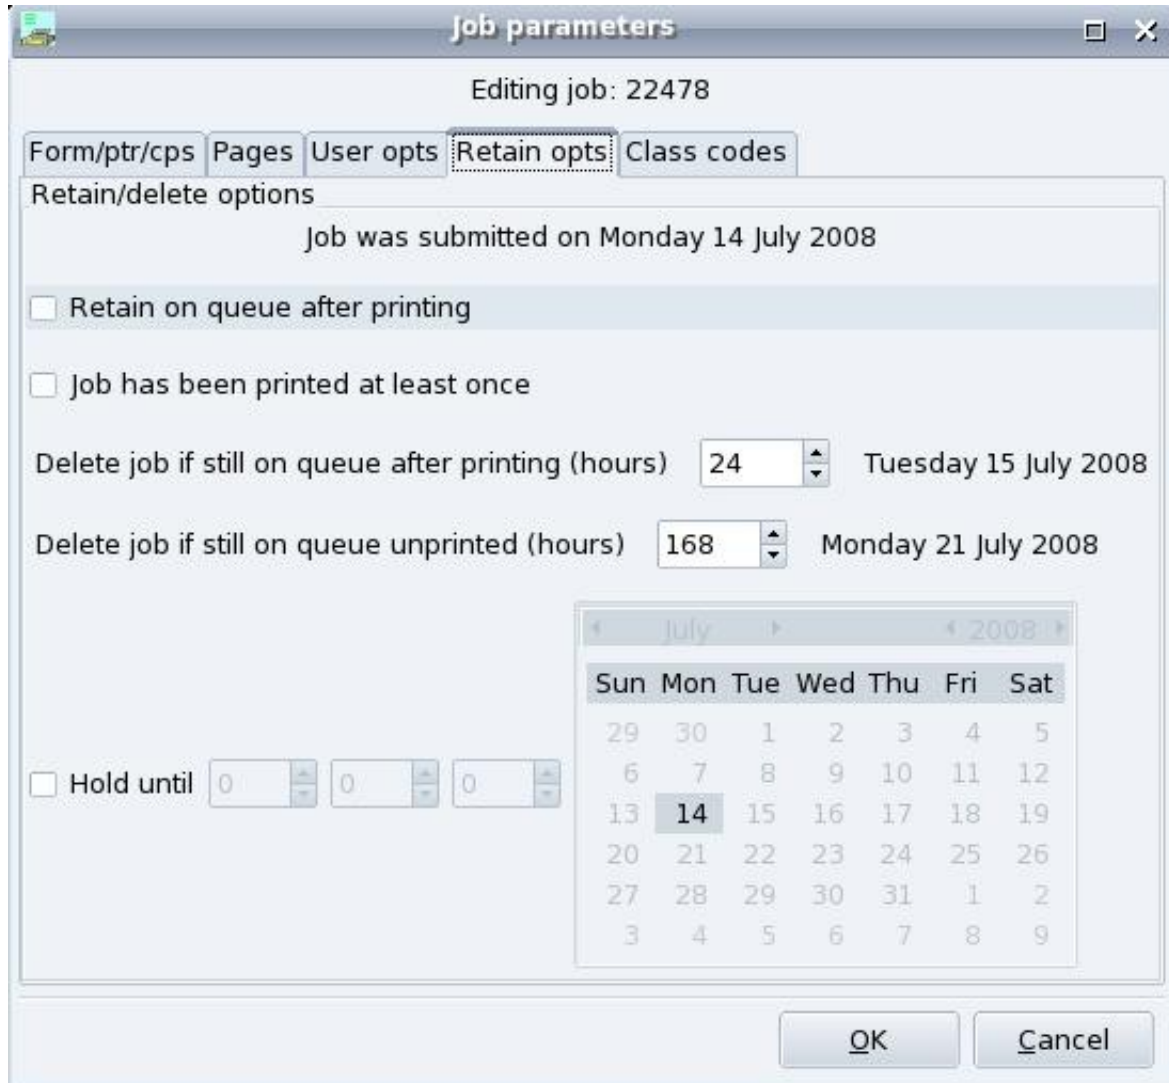 Job parameters
Editing job: 22478
Form/ptr/cps Pages User opts Retain opts Class codes
Retain/delete options
Job was submitted on Monday 14 July 2008
Retain on queue after printing
Job has been printed at least once
Delete job if still on queue after printing (hours) 24 Tuesday 15 July 2008
Delete job if still on queue unprinted (hours) 168 Monday 21 July 2008
July 2008
Sun Mon Tue Wed Thu Fri Sat
29 30 1 2 3 4 5
6 7 8 9 10 11 12
Hold until 0 0 0
13 14 15 16 17 18 19
20 21 22 23 24 25 26
27 28 29 30 31 1 2
3 4 5 6 7 8 9
OK Cancel